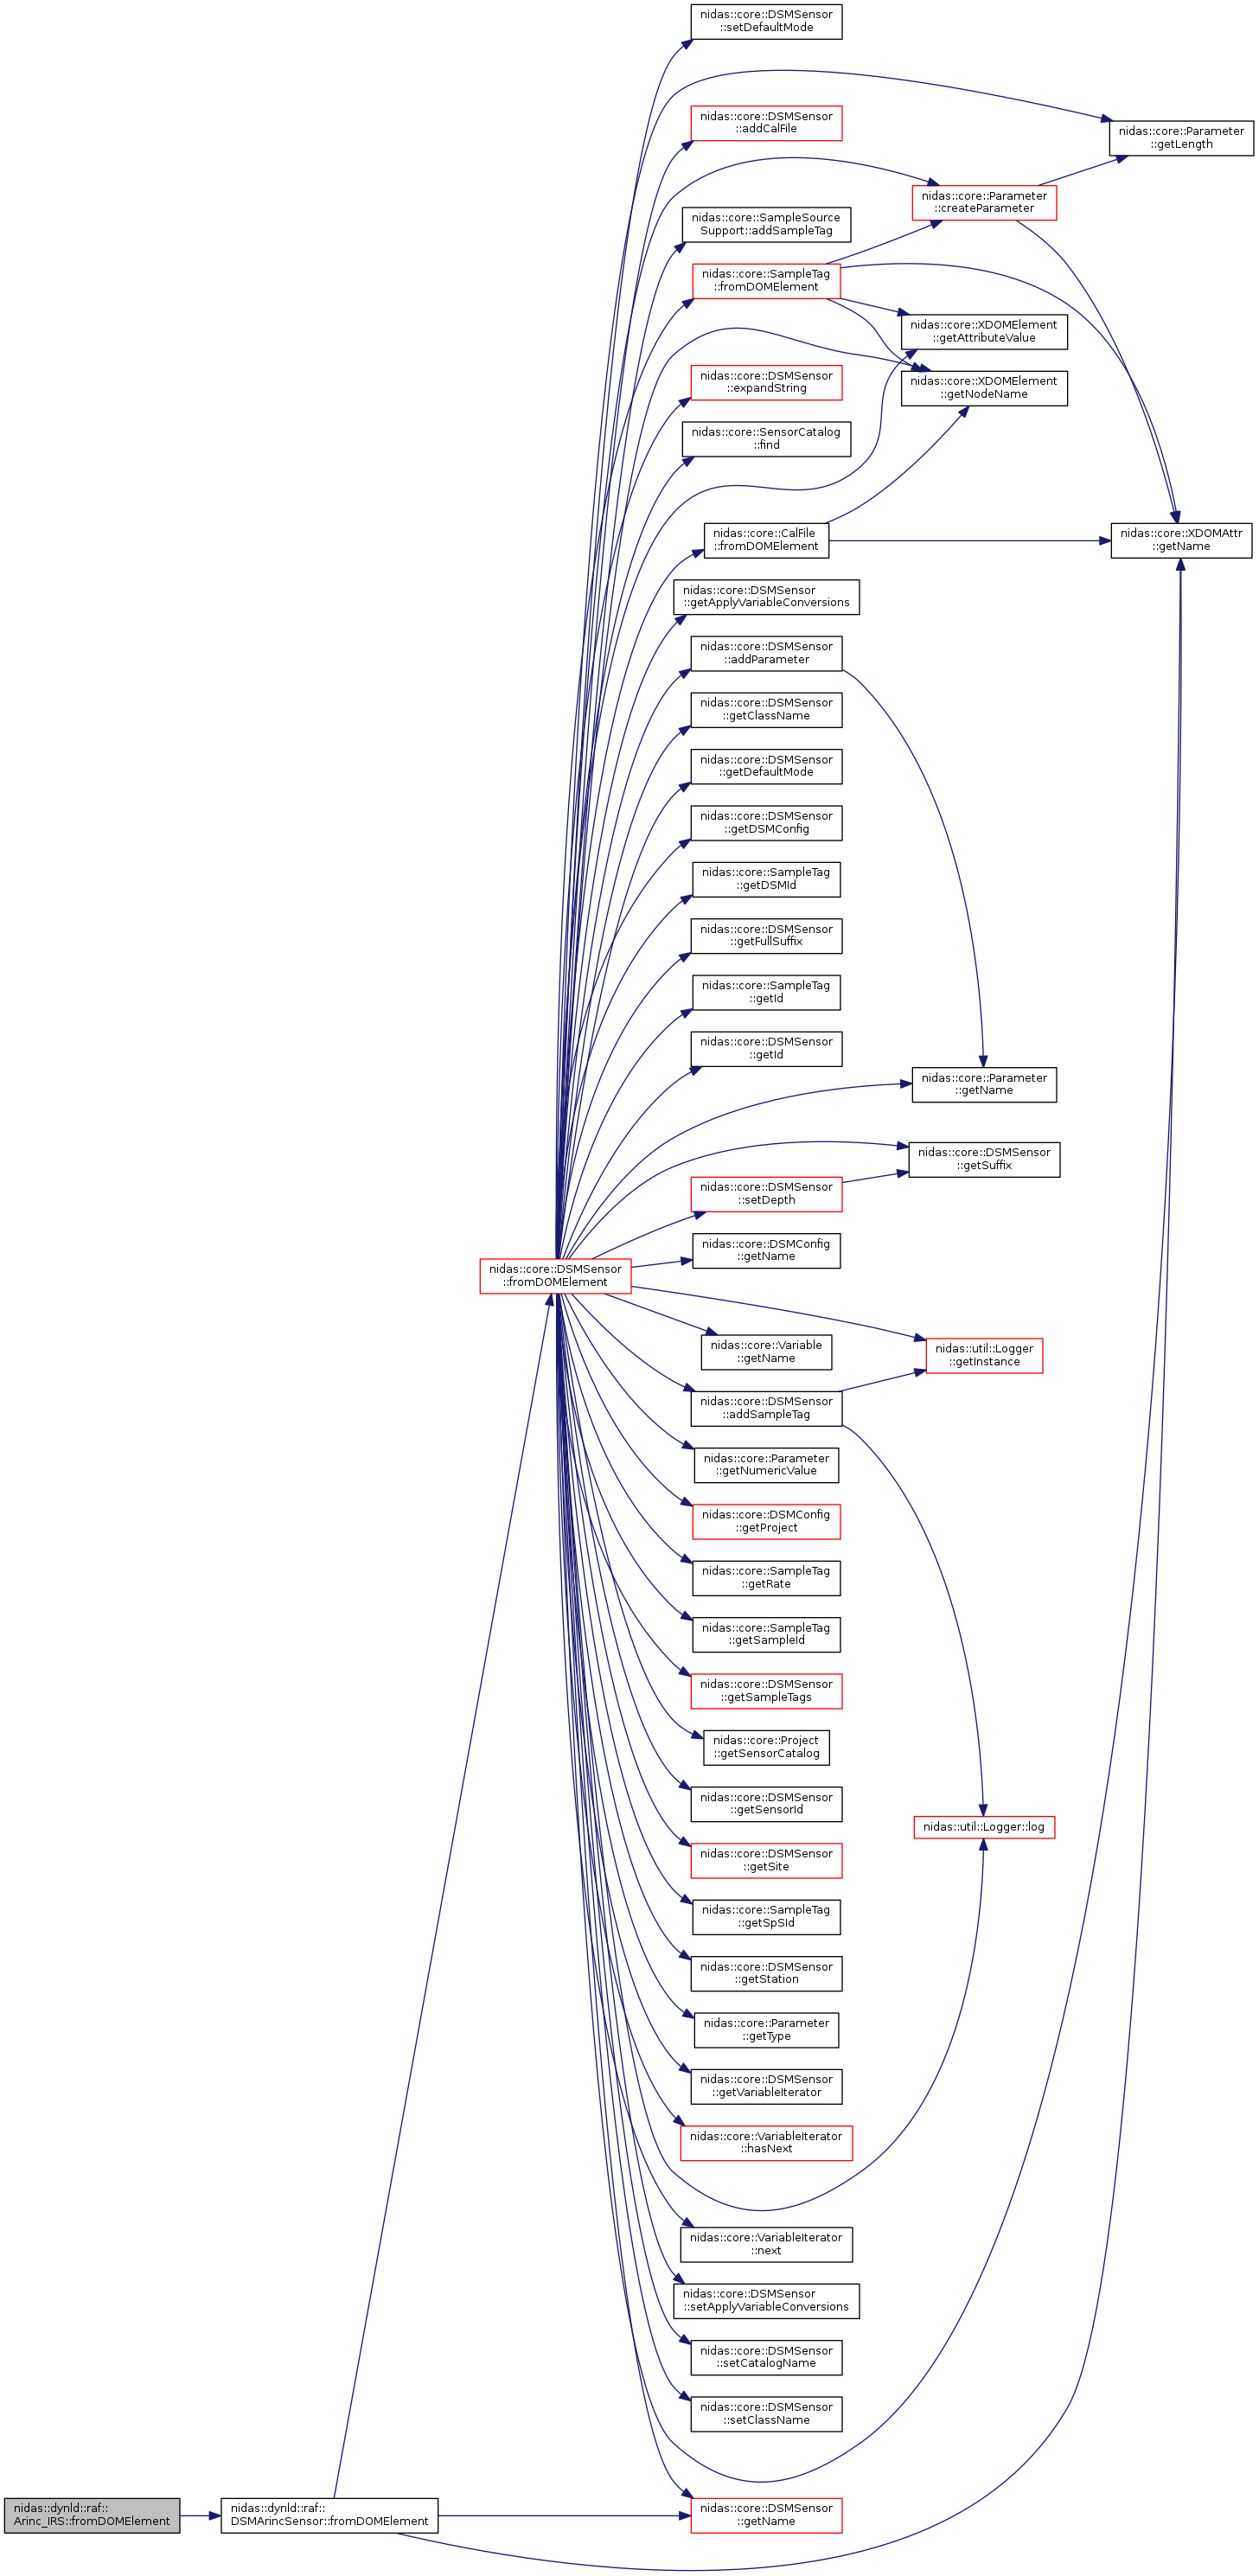 nidas::core::DSMSensor
::setDefaultMode
nidas::core::DSMSensor
::addCalFile
nidas::core::Parameter
::getLength
nidas::core::Parameter
::createParameter
nidas::core::SampleSource
Support::addSampleTag
nidas::core::SampleTag
::fromDOMElement
nidas::core::XDOMElement
::getAttributeValue
nidas::core::DSMSensor
::expandString
nidas::core::XDOMElement
::getNodeName
nidas::core::SensorCatalog
::find
nidas::core::CalFile
::fromDOMElement
nidas::core::XDOMAttr
::getName
nidas::core::DSMSensor
::getApplyVariableConversions
nidas::core::DSMSensor
::addParameter
nidas::core::DSMSensor
::getClassName
nidas::core::DSMSensor
::getDefaultMode
nidas::core::DSMSensor
::getDSMConfig
nidas::core::SampleTag
::getDSMId
nidas::core::DSMSensor
::getFullSuffix
nidas::core::SampleTag
::getId
nidas::core::DSMSensor
::getId
nidas::core::Parameter
::getName
nidas::core::DSMSensor
::getSuffix
nidas::core::DSMSensor
::setDepth
nidas::core::DSMConfig
::getName
nidas::core::DSMSensor
::fromDOMElement
nidas::core::Variable
::getName
nidas::util::Logger
::getInstance
nidas::core::DSMSensor
::addSampleTag
nidas::core::Parameter
::getNumericValue
nidas::core::DSMConfig
::getProject
nidas::core::SampleTag
::getRate
nidas::core::SampleTag
::getSampleId
nidas::core::DSMSensor
::getSampleTags
nidas::core::Project
::getSensorCatalog
nidas::core::DSMSensor
::getSensorId
nidas::util::Logger::log
nidas::core::DSMSensor
::getSite
nidas::core::SampleTag
::getSpSId
nidas::core::DSMSensor
::getStation
nidas::core::Parameter
::getType
nidas::core::DSMSensor
::getVariableIterator
nidas::core::VariableIterator
::hasNext
nidas::core::VariableIterator
::next
nidas::core::DSMSensor
::setApplyVariableConversions
nidas::core::DSMSensor
::setCatalogName
nidas::core::DSMSensor
::setClassName
nidas::dynld::raf::
Arinc_IRS::fromDOMElement
nidas::dynld::raf::
DSMArincSensor::fromDOMElement
nidas::core::DSMSensor
::getName